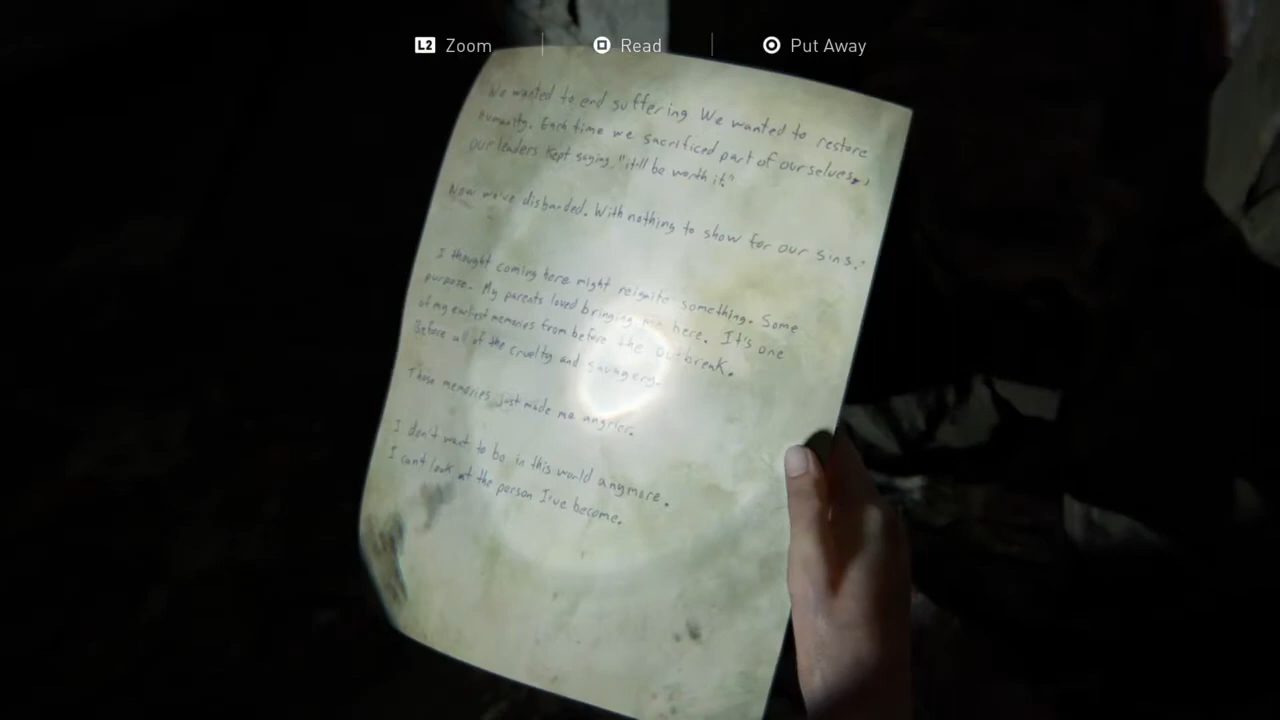 L2 Zoom
Read
Put Away
We wanted to end suffering We wanted to restore
humanity. Each time we sacrificed part of ourselves,
our leaders kept saying, "it'll be worth it."
Now we've disbanded. With nothing to show for our sins.
I thought coming here might reignite something. Some
purpose. My parents loved bringing me here. It's one
of my earliest memories from before the outbreak.
Before all of the cruelty and savagery.
Those memories just made me angrier.
I don't want to be in this world anymore.
I can't look at the person I've become.